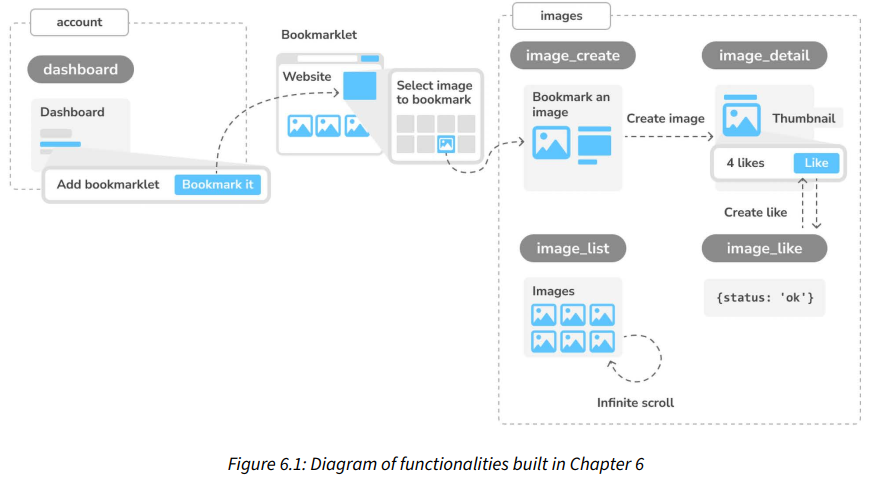 account
dashboard
Dashboard
Add bookmarklet
Bookmark it
Bookmarklet
Website
Select image
to bookmark
images
image_create
Bookmark an
image
Create image
image_detail
Thumbnail
4 likes
Like
Create like
image_like
{status: 'ok'}
image_list
Images
Infinite scroll
Figure 6.1: Diagram of functionalities built in Chapter 6